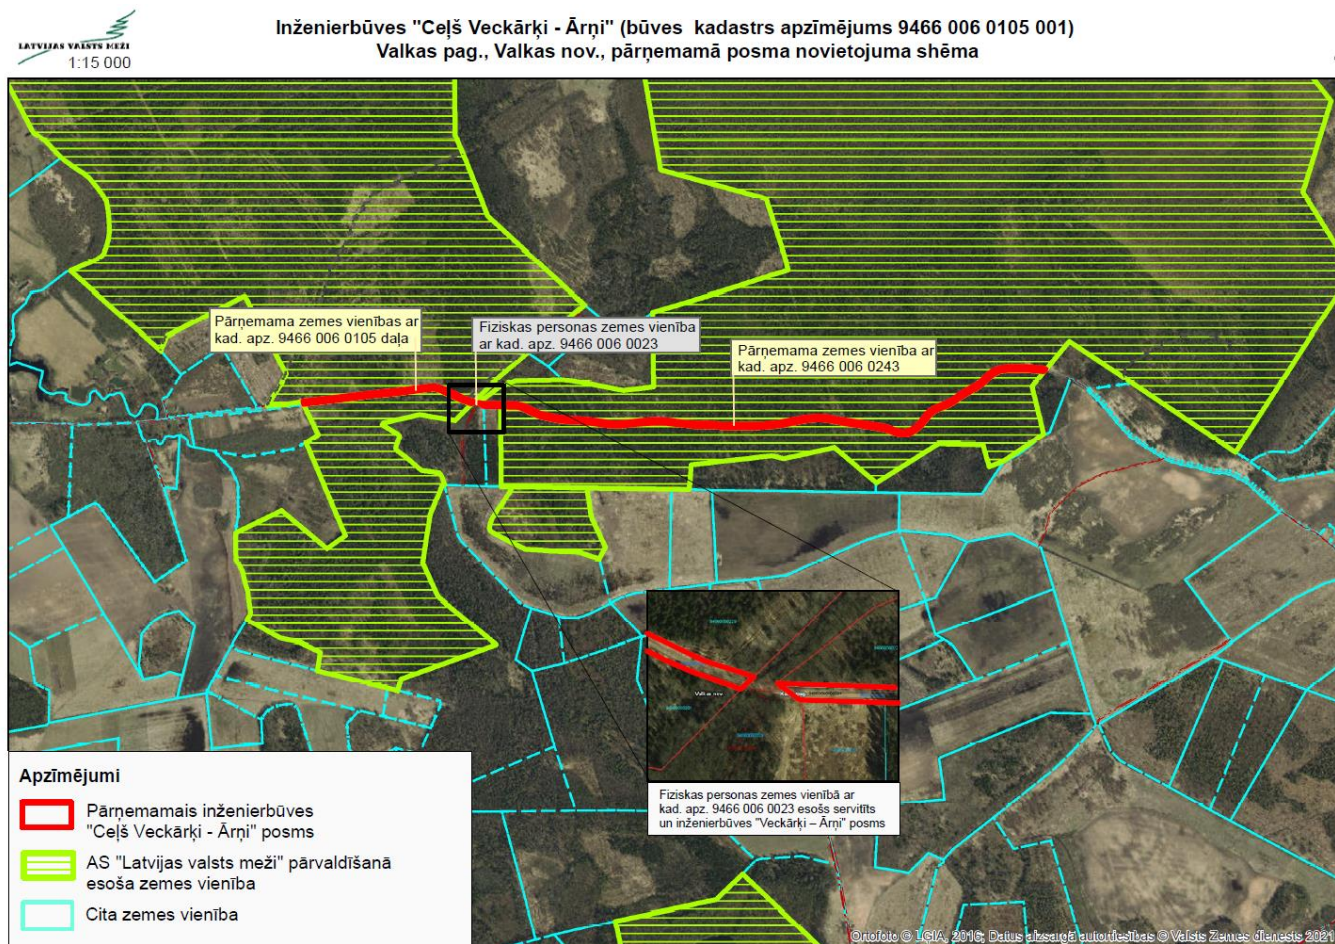 Inženierbūves "Ceļš Veckārķi - Ārņi" (būves kadastrs apzīmējums 9466 006 0105 001)
Valkas pag., Valkas nov., pārņemamā posma novietojuma shēma
LATVIJAS VALSTS MEŽI
1:15 000
Pārņemama zemes vienības ar
kad. apz. 9466 006 0105 daļa
Fiziskas personas zemes vienība
ar kad. apz. 9466 006 0023
Pārņemama zemes vienība ar
kad. apz. 9466 006 0243
Valkas nov.
Fiziskas personas zemes vienībā ar
kad. apz. 9466 006 0023 esošs servitīts
un inženierbūves "Veckārķi – Ārņi" posms
Apzīmējumi
Pārņemamais inženierbūves
"Ceļš Veckārķi - Ārņi" posms
AS "Latvijas valsts meži" pārvaldīšanā
esoša zemes vienība
Cita zemes vienība
Ortofoto © LĢIA, 2016; Datus aizsargā autortiesības © Valsts Zemes dienests 2021